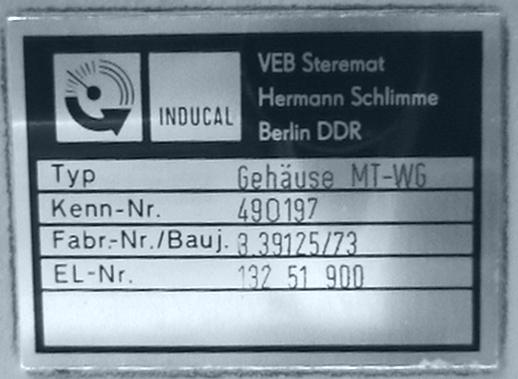 VEB Steremat
Hermann Schlimme
Berlin DDR
INDUCAL
Typ Gehäuse MT-WG
Kenn-Nr. 490197
Fabr.-Nr./Bauj. 3.39125/73
EL-Nr. 132 51 900